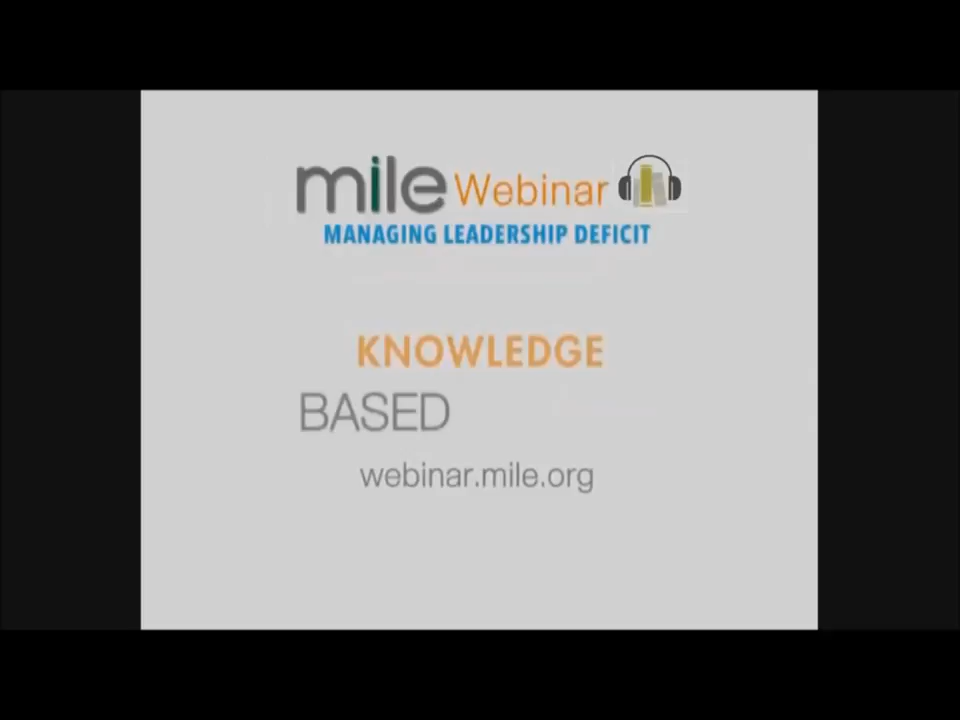 mile Webinar
MANAGING LEADERSHIP DEFICIT
KNOWLEDGE
BASED
webinar.mile.org